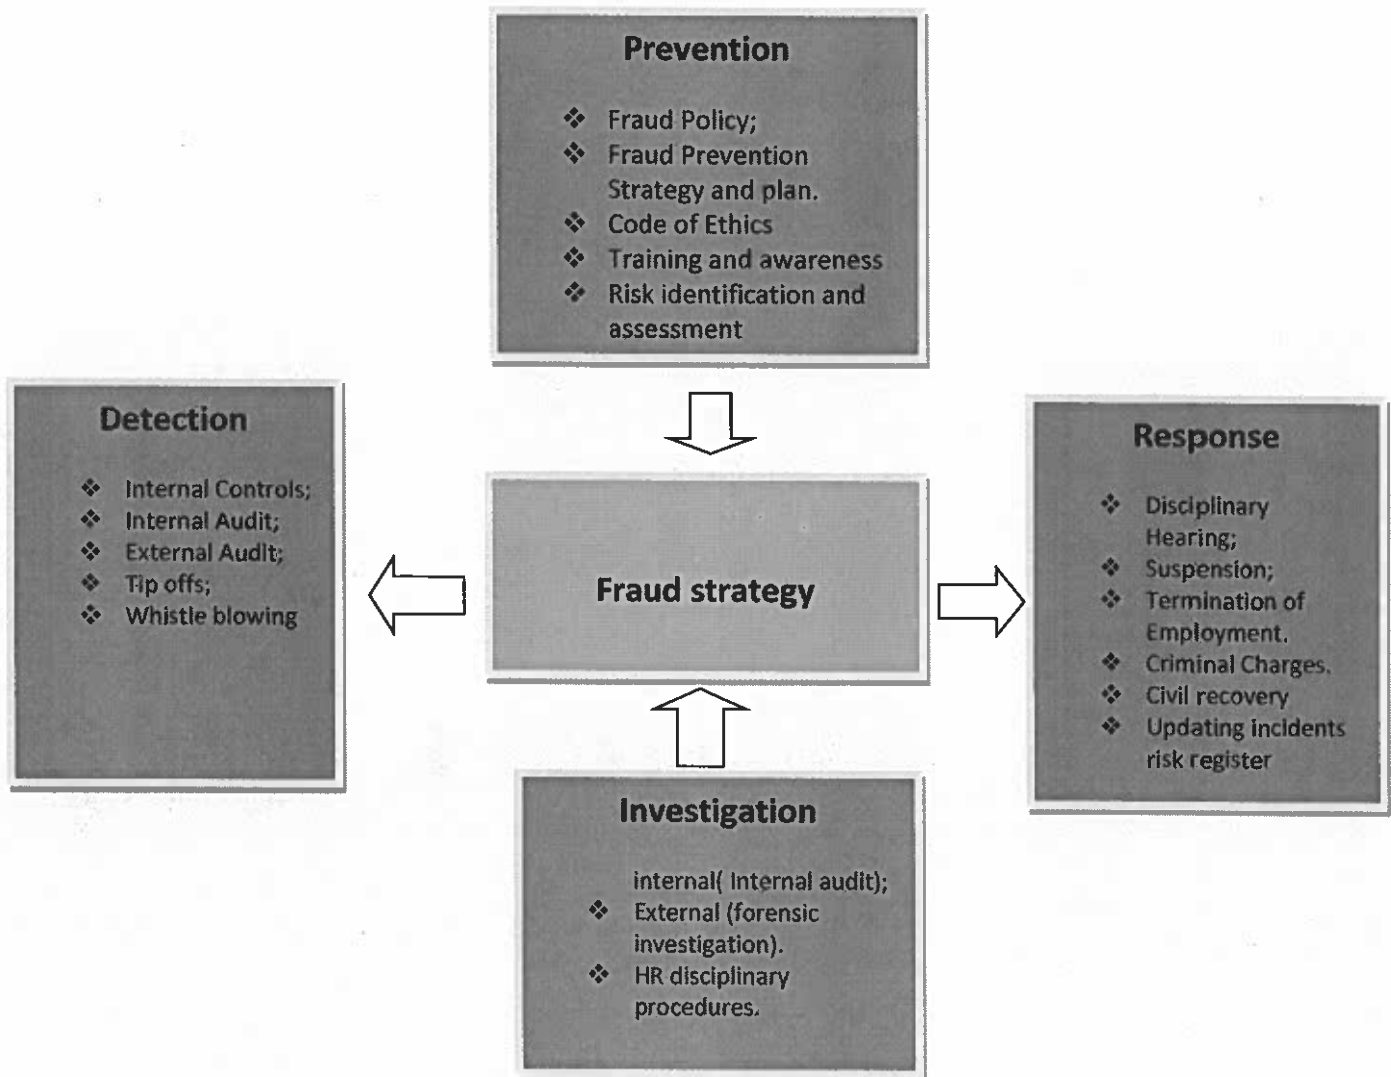 Prevention
❖ Fraud Policy;
❖ Fraud Prevention
Strategy and plan.
❖ Code of Ethics
❖ Training and awareness
❖ Risk identification and
assessment
Detection
❖ Internal Controls;
❖ Internal Audit;
❖ External Audit;
❖ Tip offs;
❖ Whistle blowing
Fraud strategy
Response
❖ Disciplinary
Hearing;
❖ Suspension;
❖ Termination of
Employment.
❖ Criminal Charges.
❖ Civil recovery
❖ Updating incidents
risk register
Investigation
internal( Internal audit);
❖ External (forensic
investigation).
❖ HR disciplinary
procedures.